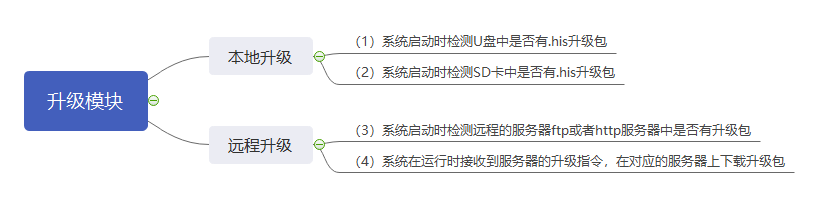 升级模块
本地升级
（1）系统启动时检测U盘中是否有.his升级包
（2）系统启动时检测SD卡中是否有.his升级包
远程升级
（3）系统启动时检测远程的服务器ftp或者http服务器中是否有升级包
（4）系统在运行时接收到服务器的升级指令，在对应的服务器上下载升级包